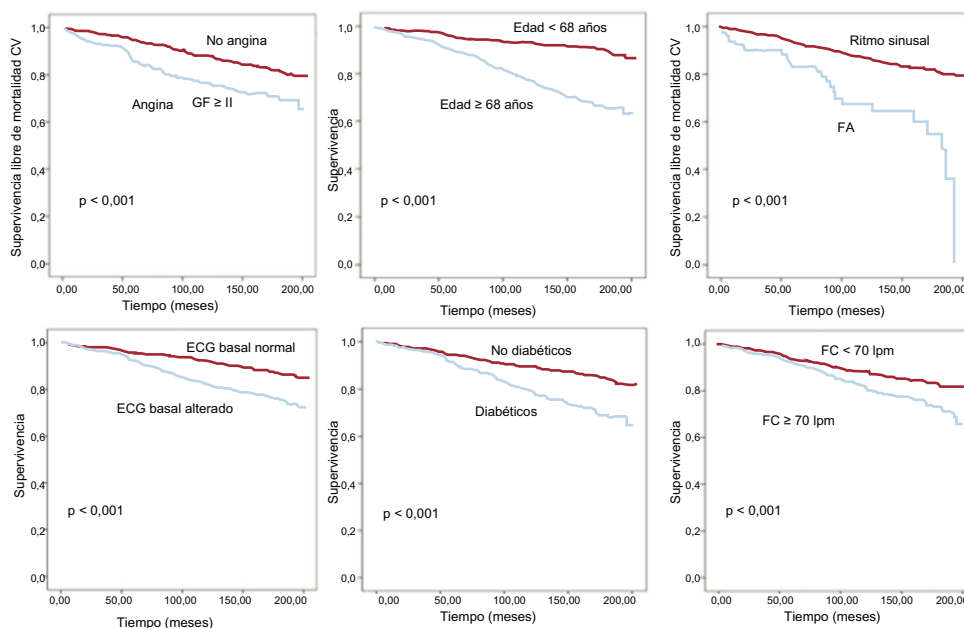 Supervivencia libre de mortalidad CV
1,0
0,8
0,6
0,4
0,2
0,0
No angina
Angina GF ≥ II
p < 0,001
0,00 50,00 100,00 150,00 200,00
Tiempo (meses)
Supervivencia
1,0
0,8
0,6
0,4
0,2
0,0
Edad < 68 años
Edad ≥ 68 años
p < 0,001
0,00 50,00 100,00 150,00 200,00
Tiempo (meses)
Supervivencia libre de mortalidad CV
1,0
0,8
0,6
0,4
0,2
0,0
Ritmo sinusal
FA
p < 0,001
0,00 50,00 100,00 150,00 200,00
Tiempo (meses)
Supervivencia
1,0
0,8
0,6
0,4
0,2
0,0
ECG basal normal
ECG basal alterado
p < 0,001
0,00 50,00 100,00 150,00 200,00
Tiempo (meses)
Supervivencia
1,0
0,8
0,6
0,4
0,2
0,0
No diabéticos
Diabéticos
p < 0,001
0,00 50,00 100,00 150,00 200,00
Tiempo (meses)
Supervivencia
1,0
0,8
0,6
0,4
0,2
0,0
FC < 70 lpm
FC ≥ 70 lpm
p < 0,001
0,00 50,00 100,00 150,00 200,00
Tiempo (meses)